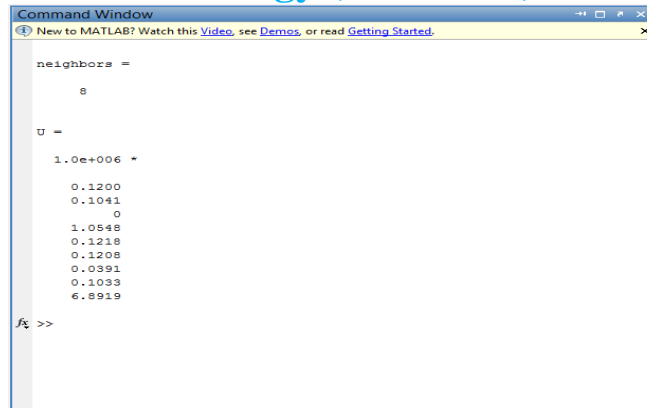 Command Window
New to MATLAB? Watch this Video, see Demos, or read Getting Started.
neighbors =
8
U =
1.0e+006 *
0.1200
0.1041
0
1.0548
0.1218
0.1208
0.0391
0.1033
6.8919
fx >>